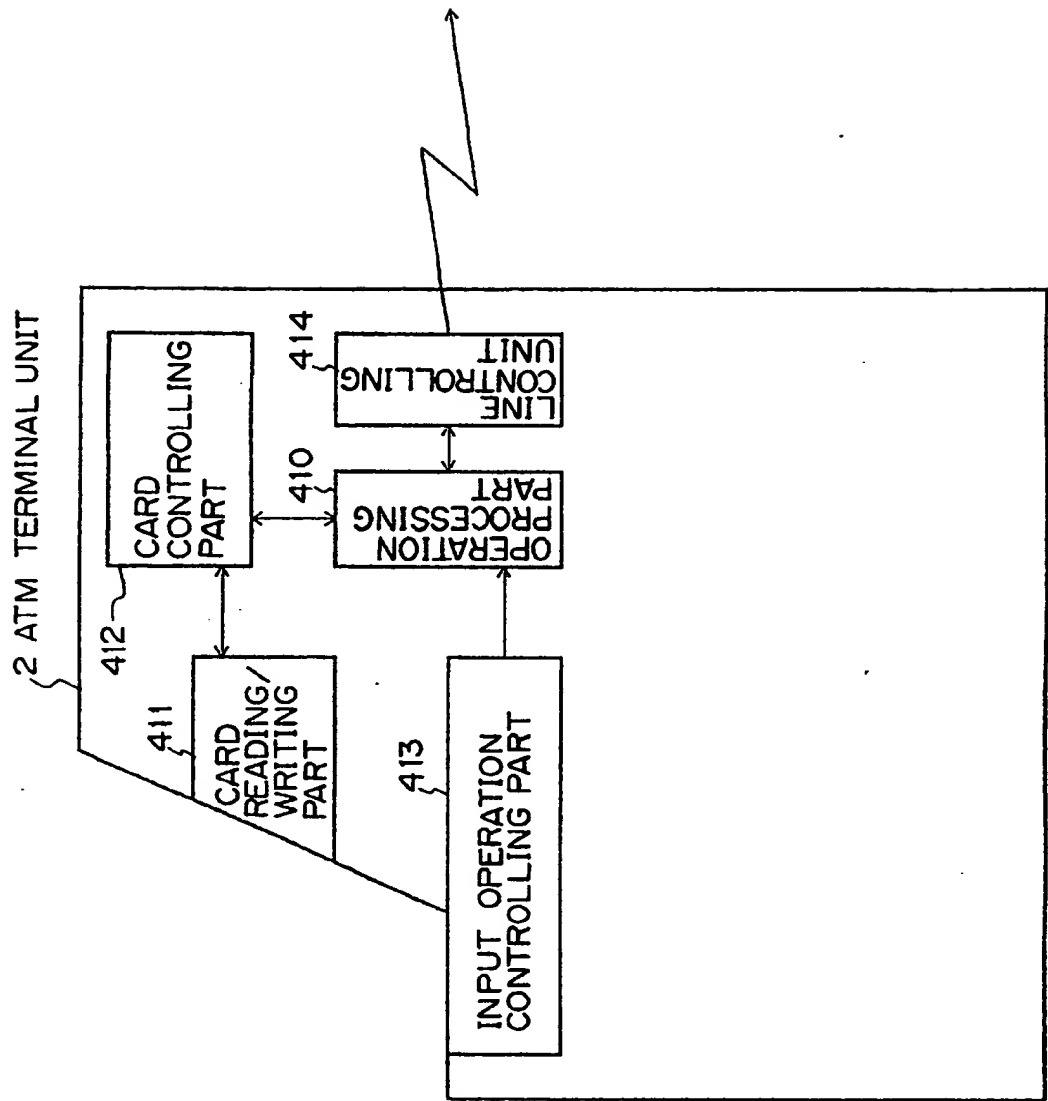 2 ATM TERMINAL UNIT
412
CARD
CONTROLLING
PART
411
CARD
READING/
WRITING
PART
414
LINE
CONTROLLING
UNIT
410
OPERATION
PROCESSING
PART
413
INPUT OPERATION
CONTROLLING PART